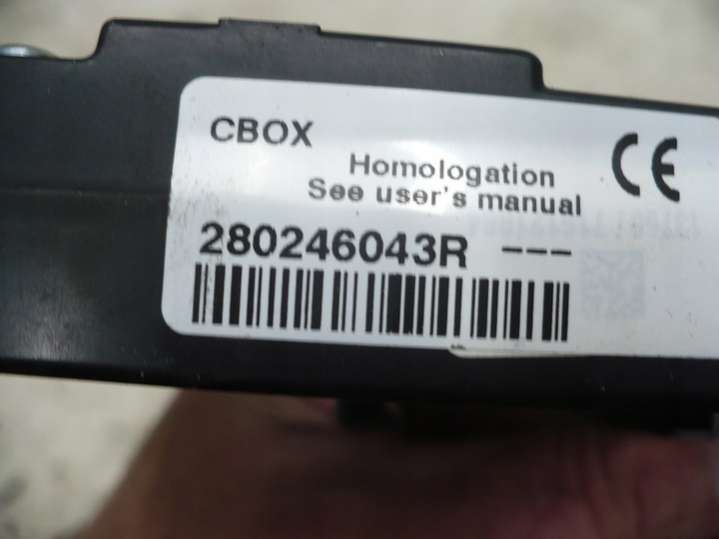 CBOX
CE
Homologation
See user's manual
280246043R ---